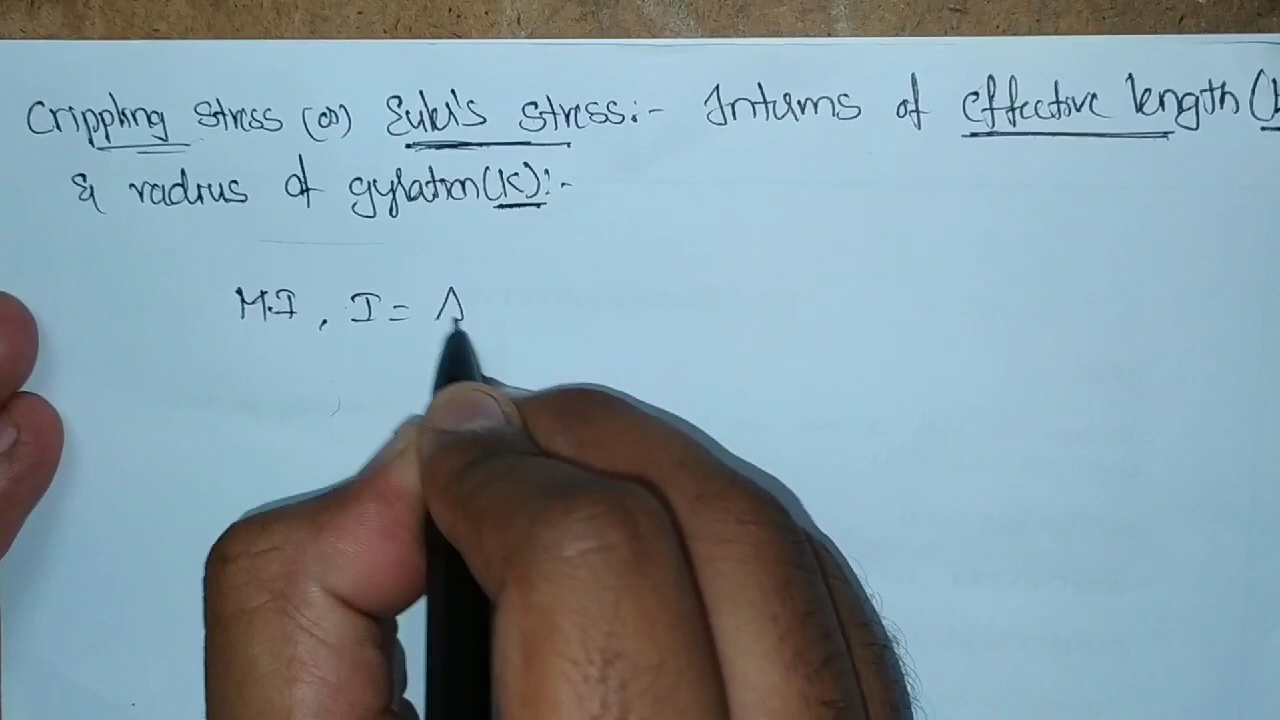 Crippling Stress (or) Euler's stress:- Interms of effective length (
& radius of gyration(K):-
M.I , I = A